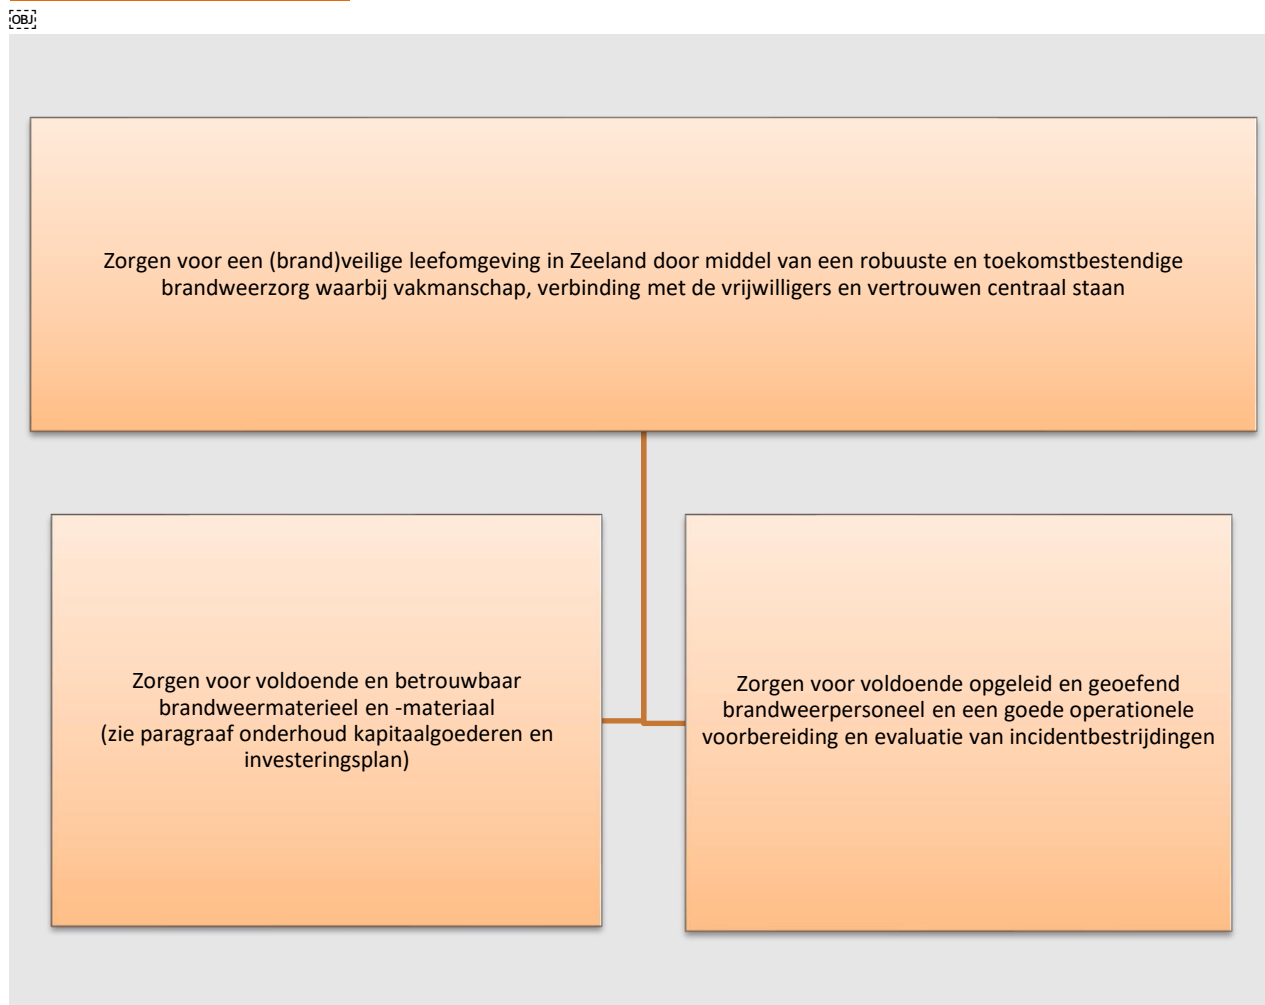 OBJ
Zorgen voor een (brand)veilige leefomgeving in Zeeland door middel van een robuuste en toekomstbestendige
brandweerzorg waarbij vakmanschap, verbinding met de vrijwilligers en vertrouwen centraal staan
Zorgen voor voldoende en betrouwbaar
brandweermaterieel en -materiaal
(zie paragraaf onderhoud kapitaalgoederen en
investeringsplan)
Zorgen voor voldoende opgeleid en geoefend
brandweerpersoneel en een goede operationele
voorbereiding en evaluatie van incidentbestrijdingen